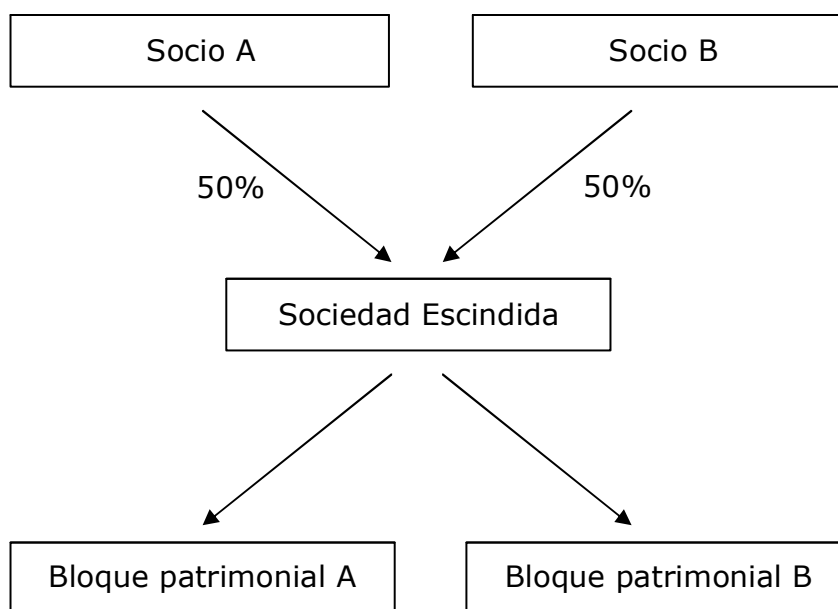 Socio A
Socio B
50%
50%
Sociedad Escindida
Bloque patrimonial A
Bloque patrimonial B